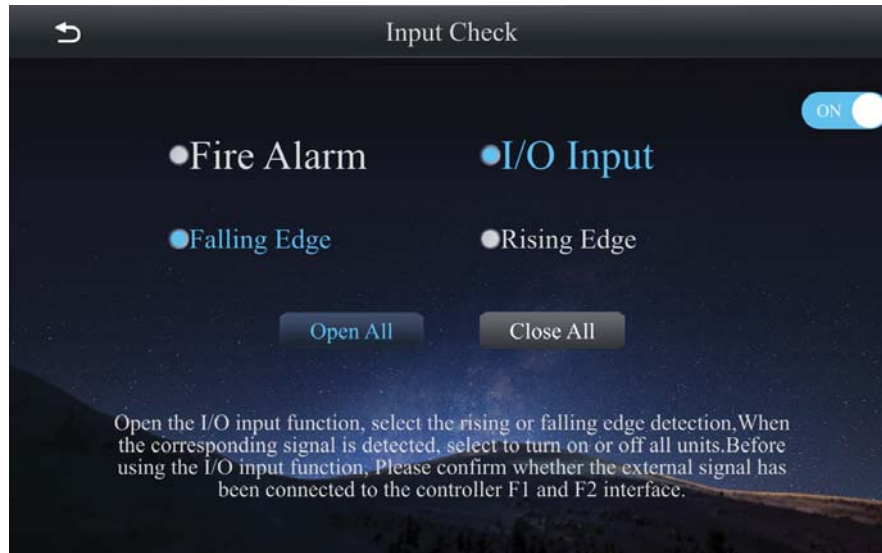 Input Check
ON
Fire Alarm
I/O Input
Falling Edge
Rising Edge
Open All
Close All
Open the I/O input function, select the rising or falling edge detection,When
the corresponding signal is detected, select to turn on or off all units.Before
using the I/O input function, Please confirm whether the external signal has
been connected to the controller F1 and F2 interface.